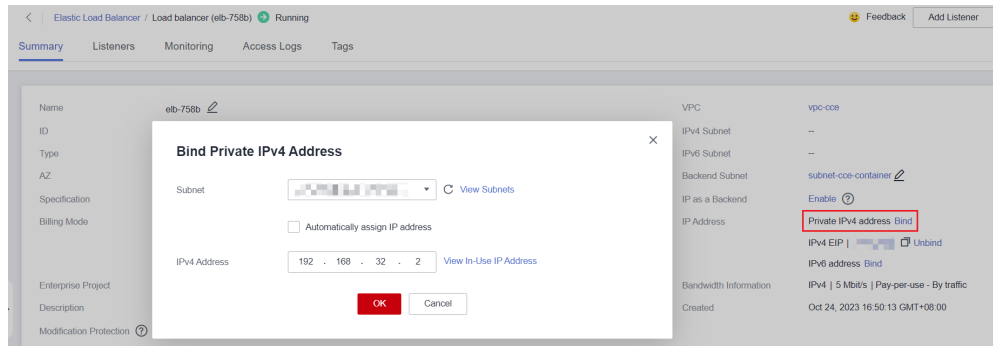 < Elastic Load Balancer / Load balancer (elb-758b) Running Feedback Add Listener
Summary Listeners Monitoring Access Logs Tags
Name elb-758b VPC vpc-cce
ID IPv4 Subnet --
Type IPv6 Subnet --
AZ Backend Subnet subnet-cce-container
Specification IP as a Backend Enable ?
Billing Mode IP Address Private IPv4 address Bind
IPv4 EIP | Unbind
IPv6 address Bind
Enterprise Project Bandwidth Information IPv4 | 5 Mbit/s | Pay-per-use - By traffic
Description Created Oct 24, 2023 16:50:13 GMT+08:00
Modification Protection ?
Bind Private IPv4 Address
Subnet View Subnets
Automatically assign IP address
IPv4 Address 192 . 168 . 32 . 2 View In-Use IP Address
OK Cancel